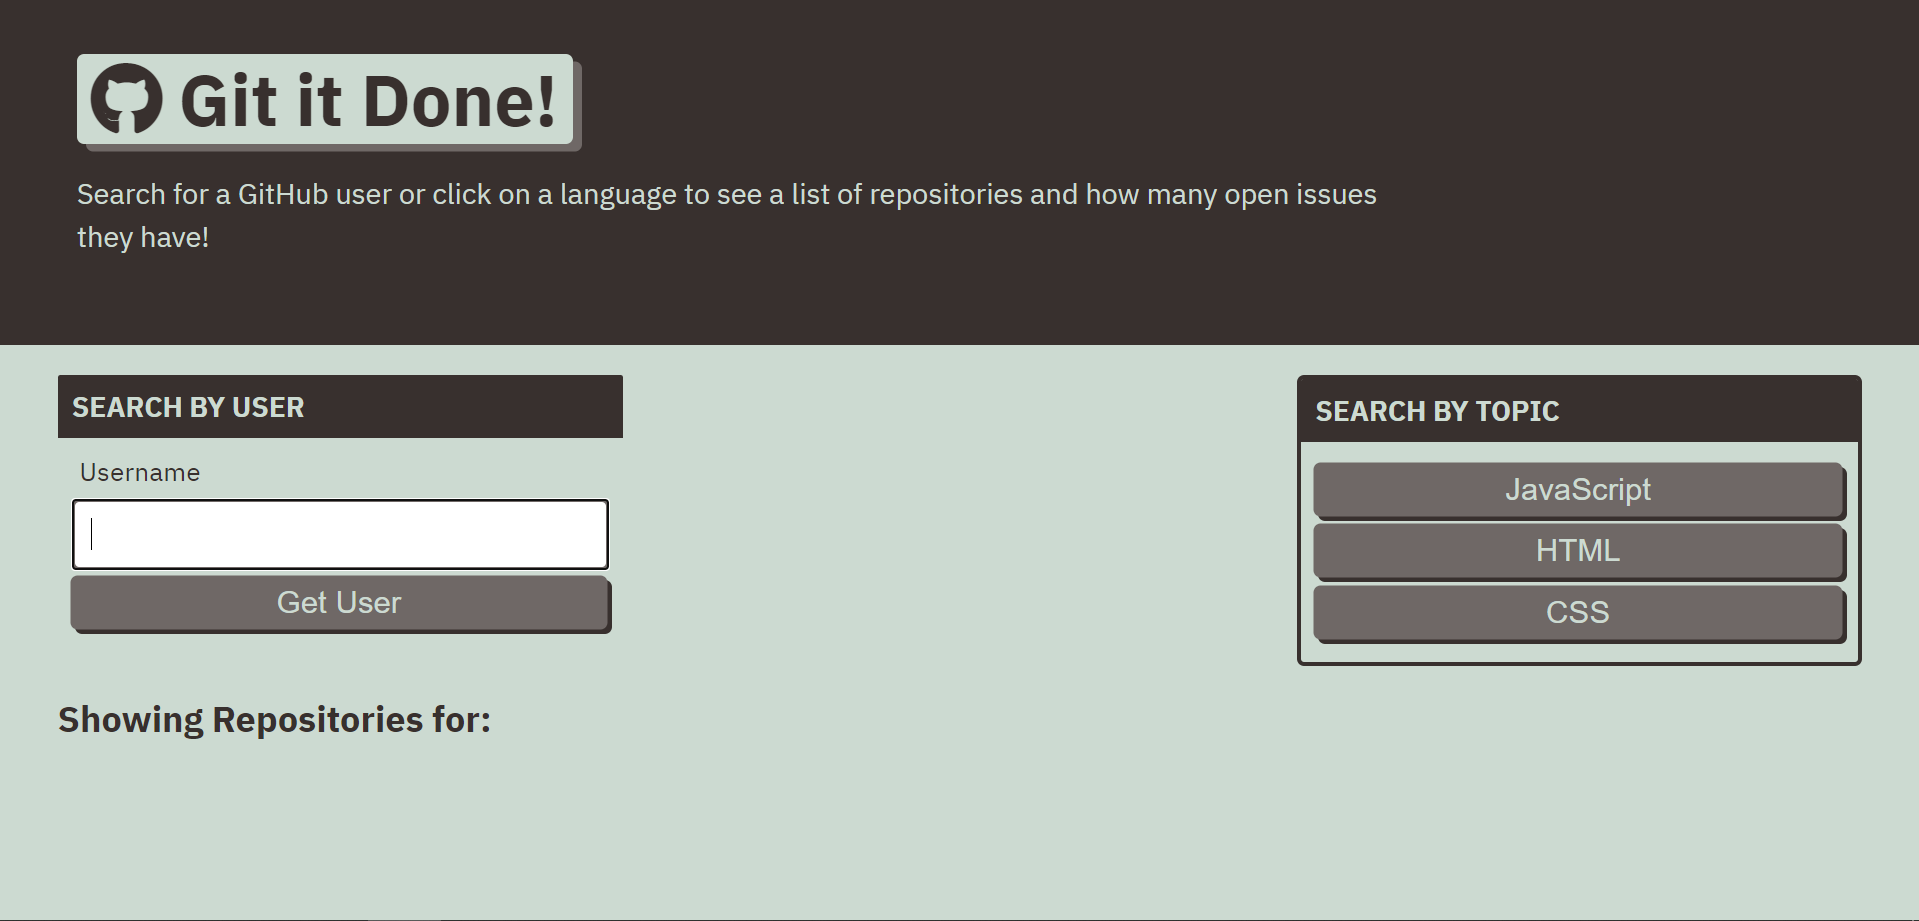 Git it Done!
Search for a GitHub user or click on a language to see a list of repositories and how many open issues
they have!
SEARCH BY USER
Username
Get User
SEARCH BY TOPIC
JavaScript
HTML
CSS
Showing Repositories for: